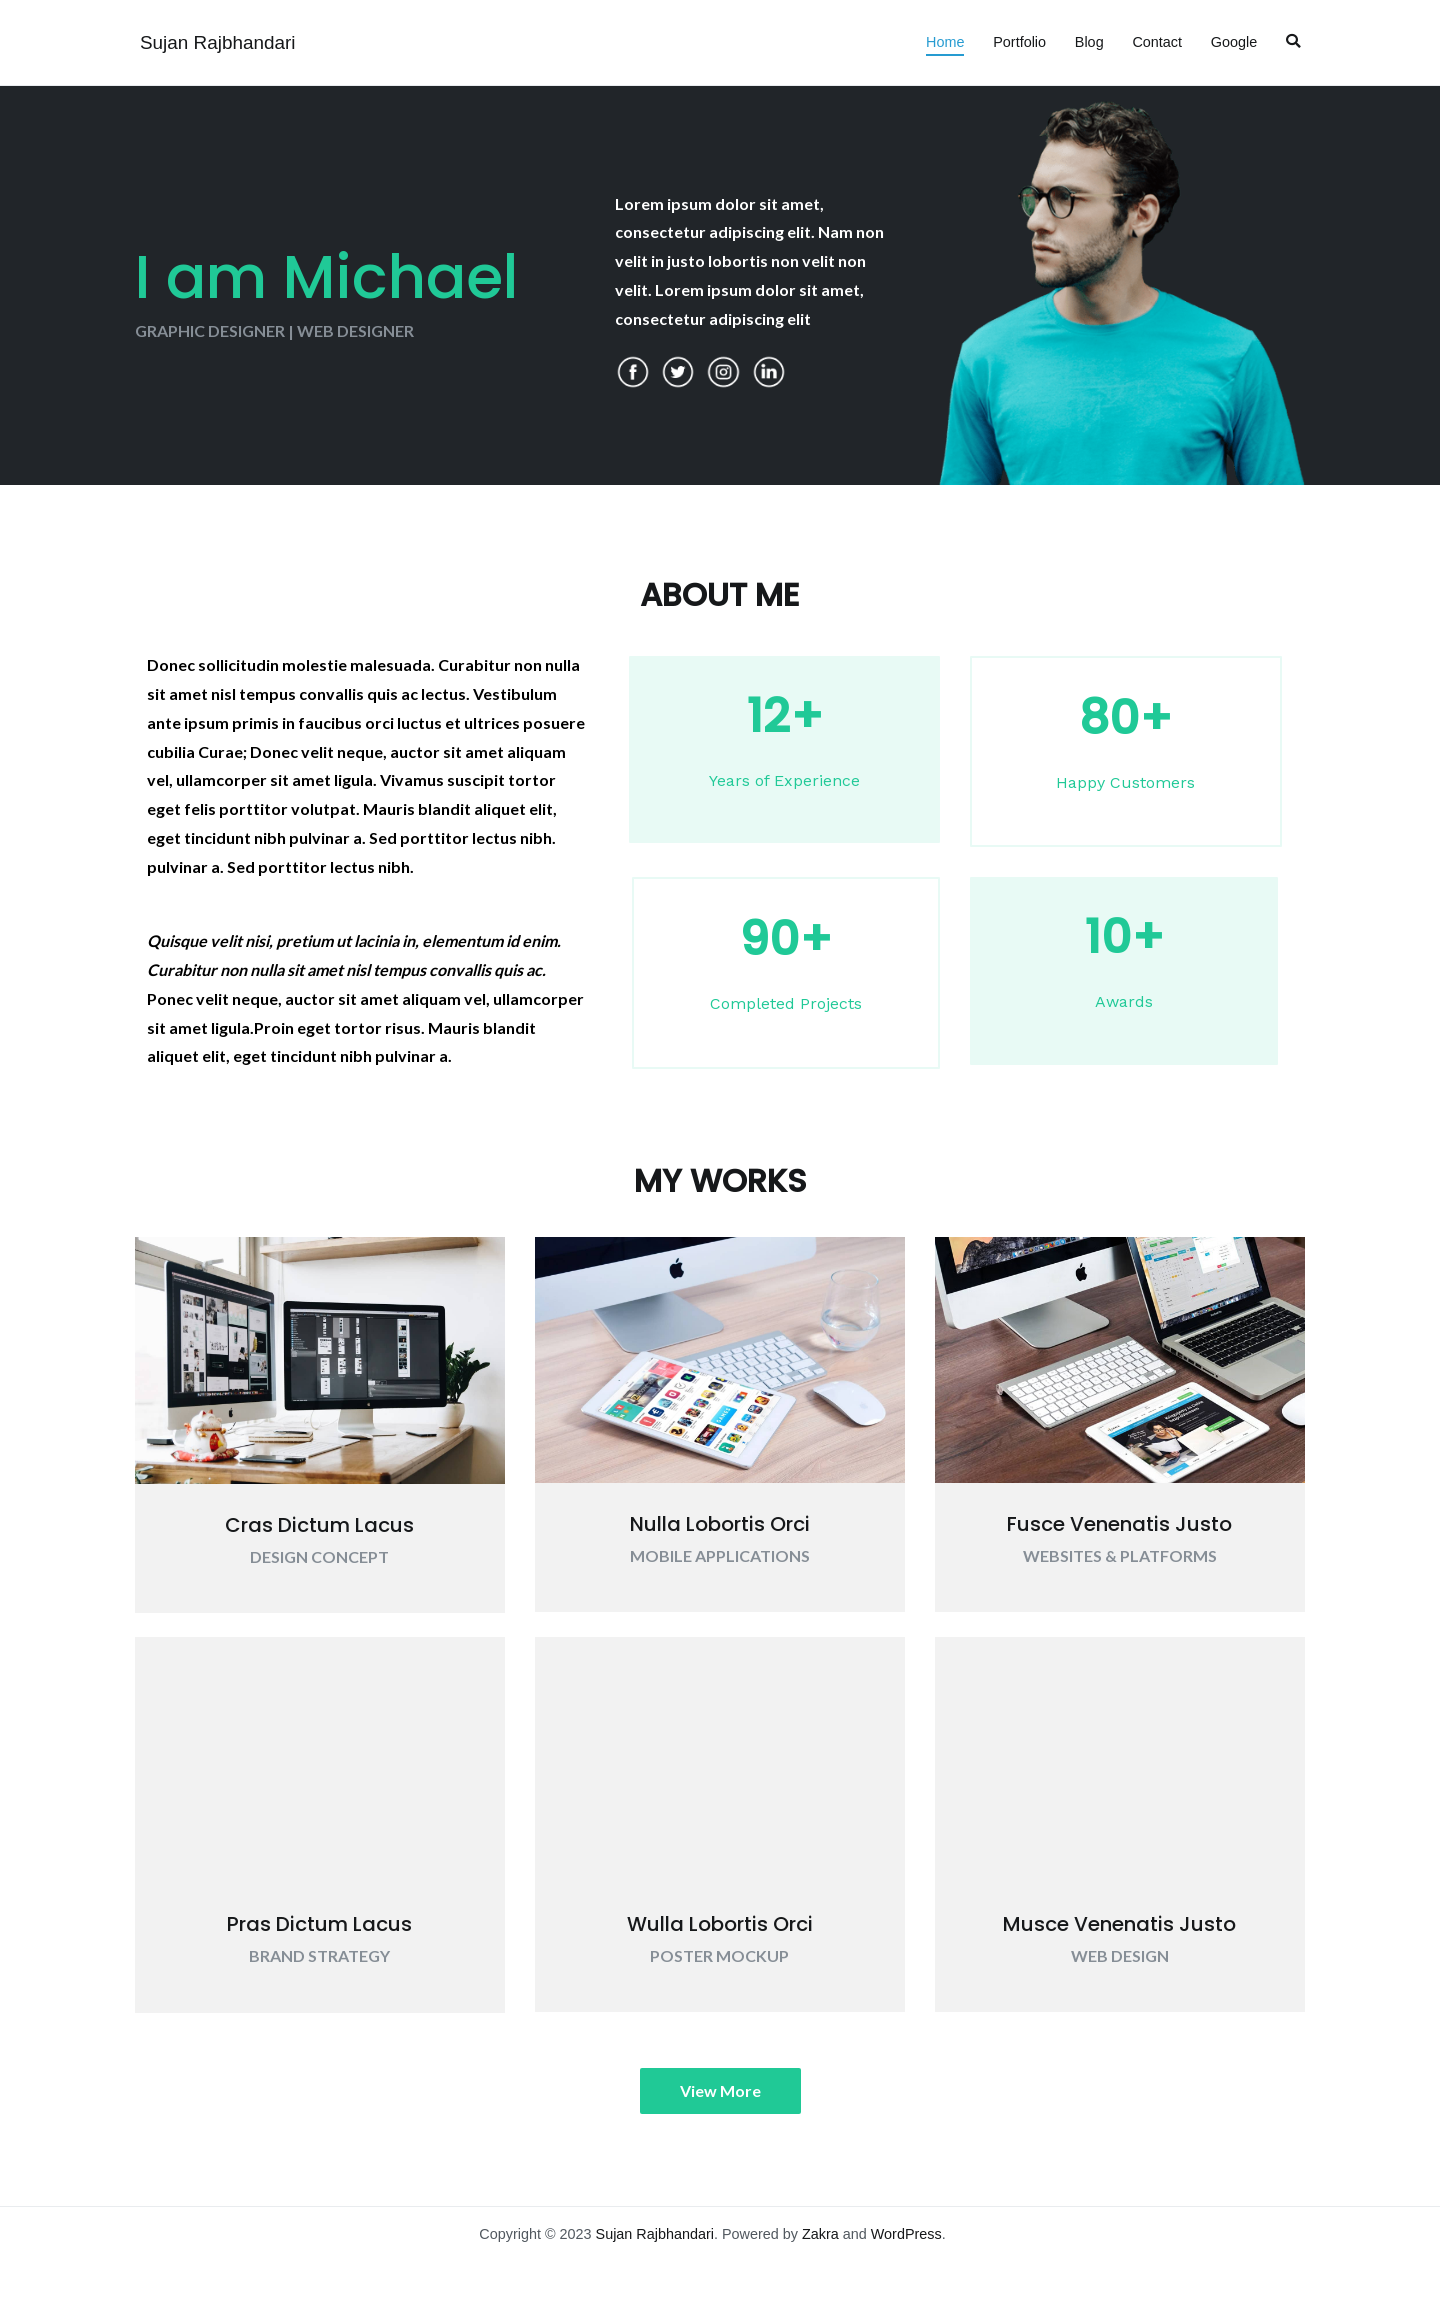 Sujan Rajbhandari
Home Portfolio Blog Contact Google
I am Michael
GRAPHIC DESIGNER | WEB DESIGNER
Lorem ipsum dolor sit amet,
consectetur adipiscing elit. Nam non
velit in justo lobortis non velit non
velit. Lorem ipsum dolor sit amet,
consectetur adipiscing elit
ABOUT ME
Donec sollicitudin molestie malesuada. Curabitur non nulla
sit amet nisl tempus convallis quis ac lectus. Vestibulum
ante ipsum primis in faucibus orci luctus et ultrices posuere
cubilia Curae; Donec velit neque, auctor sit amet aliquam
vel, ullamcorper sit amet ligula. Vivamus suscipit tortor
eget felis porttitor volutpat. Mauris blandit aliquet elit,
eget tincidunt nibh pulvinar a. Sed porttitor lectus nibh.
pulvinar a. Sed porttitor lectus nibh.
Quisque velit nisi, pretium ut lacinia in, elementum id enim.
Curabitur non nulla sit amet nisl tempus convallis quis ac.
Ponec velit neque, auctor sit amet aliquam vel, ullamcorper
sit amet ligula.Proin eget tortor risus. Mauris blandit
aliquet elit, eget tincidunt nibh pulvinar a.
12+
Years of Experience
80+
Happy Customers
90+
Completed Projects
10+
Awards
MY WORKS
Cras Dictum Lacus
DESIGN CONCEPT
Nulla Lobortis Orci
MOBILE APPLICATIONS
Fusce Venenatis Justo
WEBSITES & PLATFORMS
Pras Dictum Lacus
BRAND STRATEGY
Wulla Lobortis Orci
POSTER MOCKUP
Musce Venenatis Justo
WEB DESIGN
View More
Copyright © 2023 Sujan Rajbhandari. Powered by Zakra and WordPress.